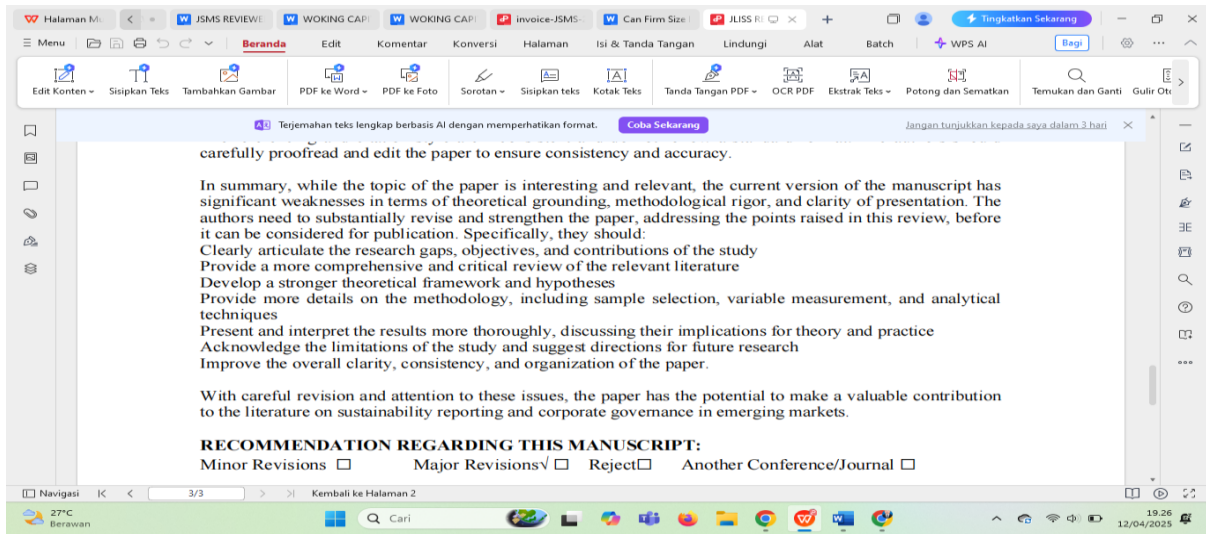 Halaman Mu
JSMS REVIEWE
WOKING CAPI
WOKING CAPI
invoice-JSMS-
Can Firm Size
JLISS RE
Tingkatkan Sekarang
Menu
Beranda
Edit
Komentar
Konversi
Halaman
Isi & Tanda Tangan
Lindungi
Alat
Batch
WPS AI
Bagi
Edit Konten
Sisipkan Teks
Tambahkan Gambar
PDF ke Word
PDF ke Foto
Sorotan
Sisipkan teks
Kotak Teks
Tanda Tangan PDF
OCR PDF
Ekstrak Teks
Potong dan Sematkan
Temukan dan Ganti
Gulir Oto
Terjemahan teks lengkap berbasis AI dengan memperhatikan format.
Coba Sekarang
Jangan tunjukkan kepada saya dalam 3 hari
carefully proofread and edit the paper to ensure consistency and accuracy.
In summary, while the topic of the paper is interesting and relevant, the current version of the manuscript has
significant weaknesses in terms of theoretical grounding, methodological rigor, and clarity of presentation. The
authors need to substantially revise and strengthen the paper, addressing the points raised in this review, before
it can be considered for publication. Specifically, they should:
Clearly articulate the research gaps, objectives, and contributions of the study
Provide a more comprehensive and critical review of the relevant literature
Develop a stronger theoretical framework and hypotheses
Provide more details on the methodology, including sample selection, variable measurement, and analytical
techniques
Present and interpret the results more thoroughly, discussing their implications for theory and practice
Acknowledge the limitations of the study and suggest directions for future research
Improve the overall clarity, consistency, and organization of the paper.
With careful revision and attention to these issues, the paper has the potential to make a valuable contribution
to the literature on sustainability reporting and corporate governance in emerging markets.
RECOMMENDATION REGARDING THIS MANUSCRIPT:
Minor Revisions ☐ Major Revisions√ ☐ Reject☐ Another Conference/Journal ☐
Navigasi
3/3
Kembali ke Halaman 2
27°C
Berawan
Cari
19.26
12/04/2025